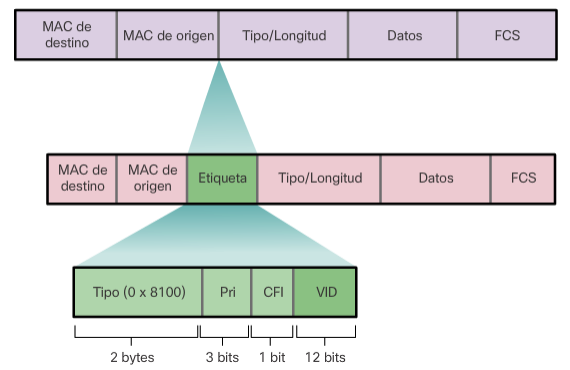 MAC de
destino
MAC de origen
Tipo/Longitud
Datos
FCS
MAC de
destino
MAC de
origen
Etiqueta
Tipo/Longitud
Datos
FCS
Tipo (0 x 8100)
Pri
CFI
VID
2 bytes
3 bits
1 bit
12 bits